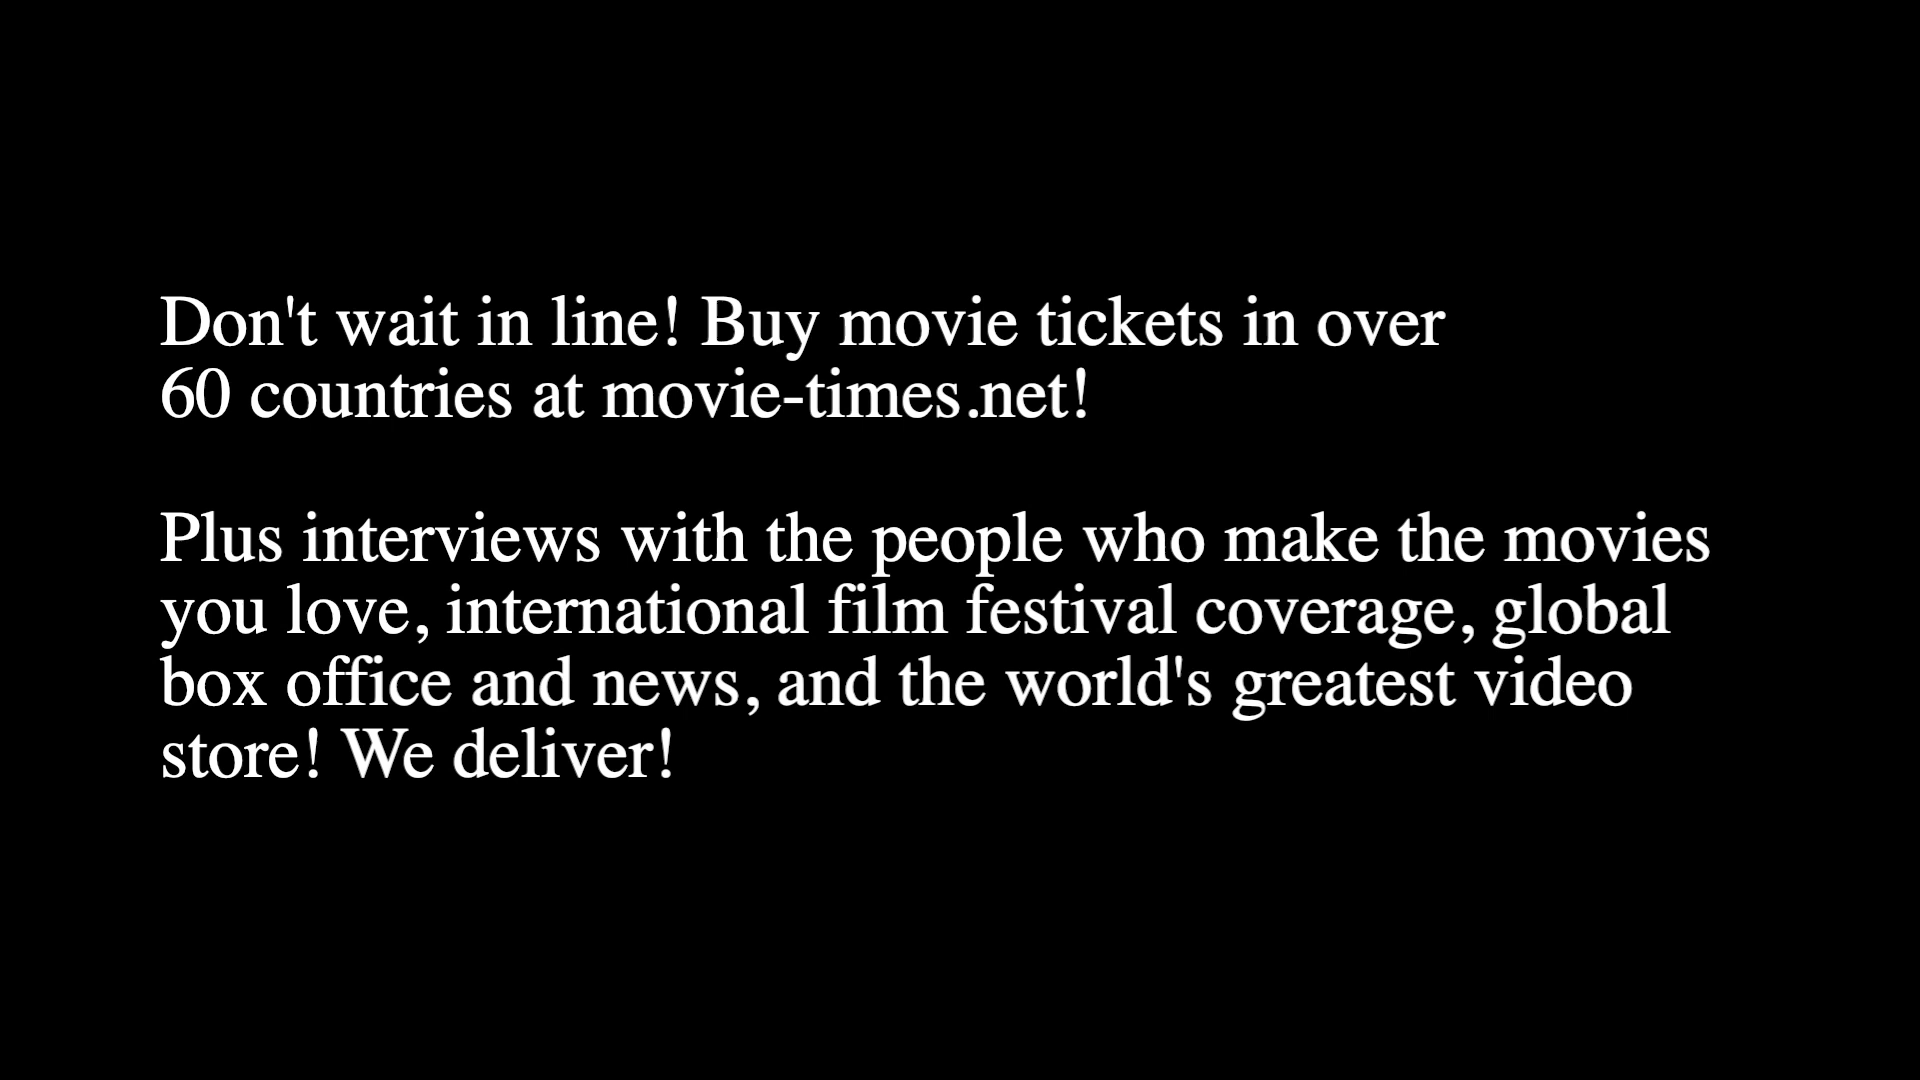 Don't wait in line! Buy movie tickets in over
60 countries at movie-times.net!
Plus interviews with the people who make the movies
you love, international film festival coverage, global
box office and news, and the world's greatest video
store! We deliver!